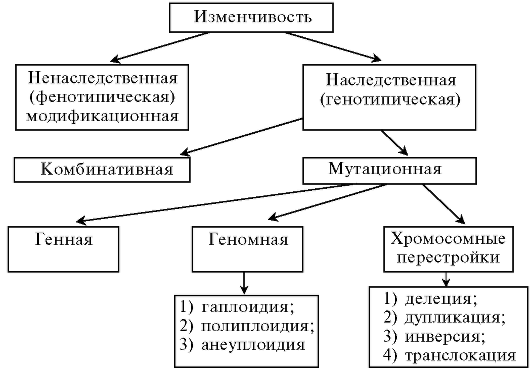 Изменчивость
Ненаследственная
(фенотипическая)
модификационная
Наследственная
(генотипическая)
Комбинативная
Мутационная
Генная
Геномная
Хромосомные
перестройки
1) гаплоидия;
2) полиплоидия;
3) анеуплоидия
1) делеция;
2) дупликация;
3) инверсия;
4) транслокация